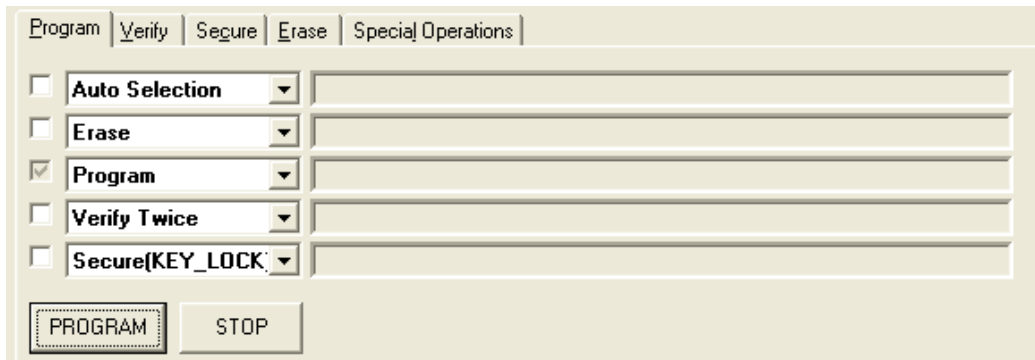 Program Verify Secure Erase Special Operations
Auto Selection
Erase
Program
Verify Twice
Secure(KEY_LOCK)
PROGRAM STOP